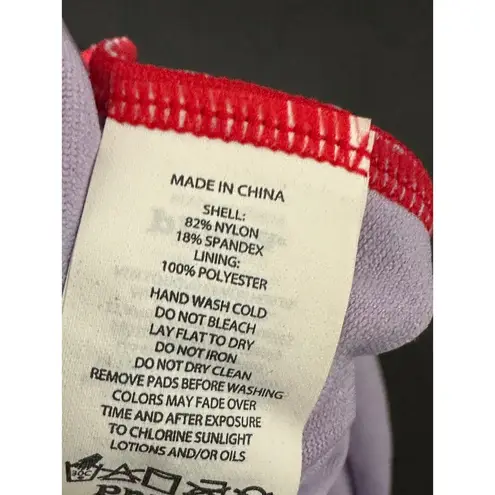 MADE IN CHINA
SHELL:
82% NYLON
18% SPANDEX
LINING:
100% POLYESTER
HAND WASH COLD
DO NOT BLEACH
LAY FLAT TO DRY
DO NOT IRON
DO NOT DRY CLEAN
REMOVE PADS BEFORE WASHING
COLORS MAY FADE OVER
TIME AND AFTER EXPOSURE
TO CHLORINE SUNLIGHT
LOTIONS AND/OR OILS
30C